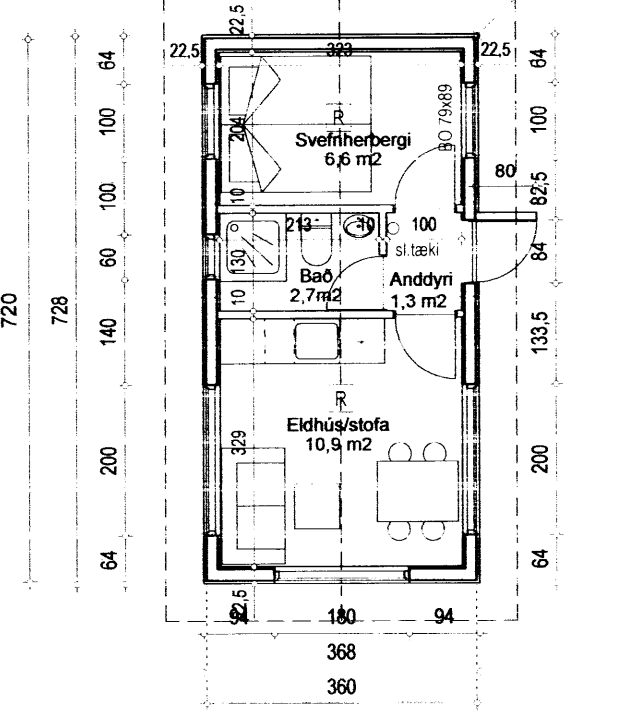 22,5
22,5
323
22,5
64
100
100
60
140
200
64
720
728
204
10
130
10
329
R
Svefnherbergi
6,6 m2
BO 79x89
80
213
10
100
sl.tæki
Bað
2,7m2
Anddyri
1,3 m2
R
Eldhús/stofa
10,9 m2
64
100
82,5
84
133,5
200
64
22,5
94
180
94
368
360